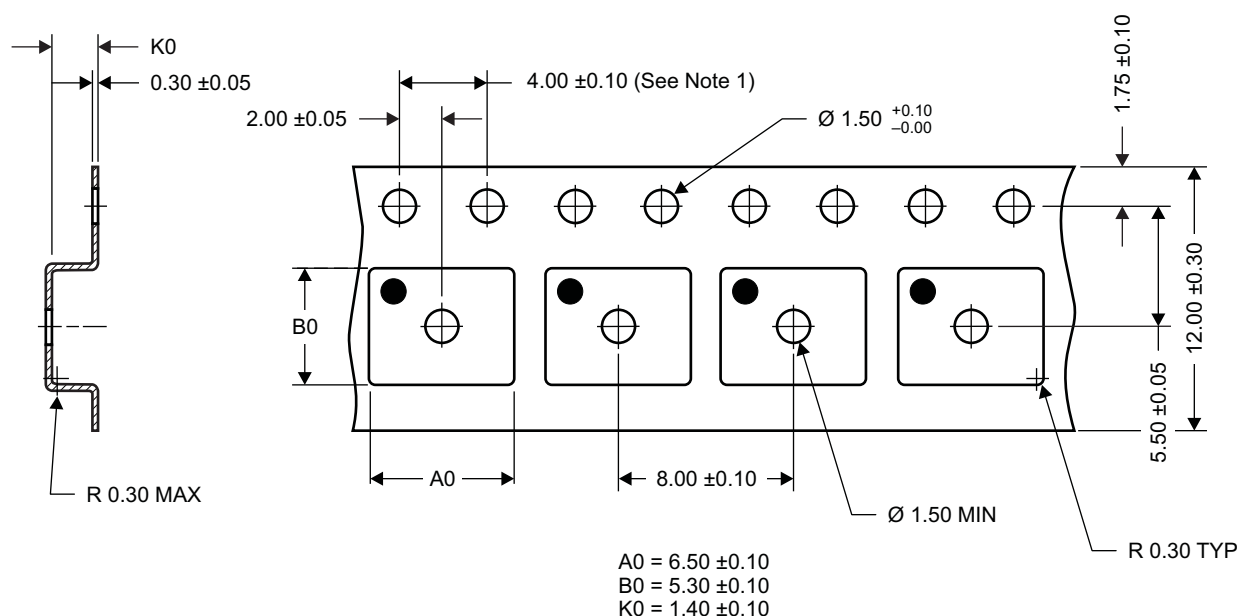 K0
0.30 ±0.05
4.00 ±0.10 (See Note 1)
2.00 ±0.05
Ø 1.50 +0.10 –0.00
1.75 ±0.10
12.00 ±0.30
5.50 ±0.05
B0
A0
8.00 ±0.10
R 0.30 MAX
Ø 1.50 MIN
R 0.30 TYP
A0 = 6.50 ±0.10
B0 = 5.30 ±0.10
K0 = 1.40 ±0.10